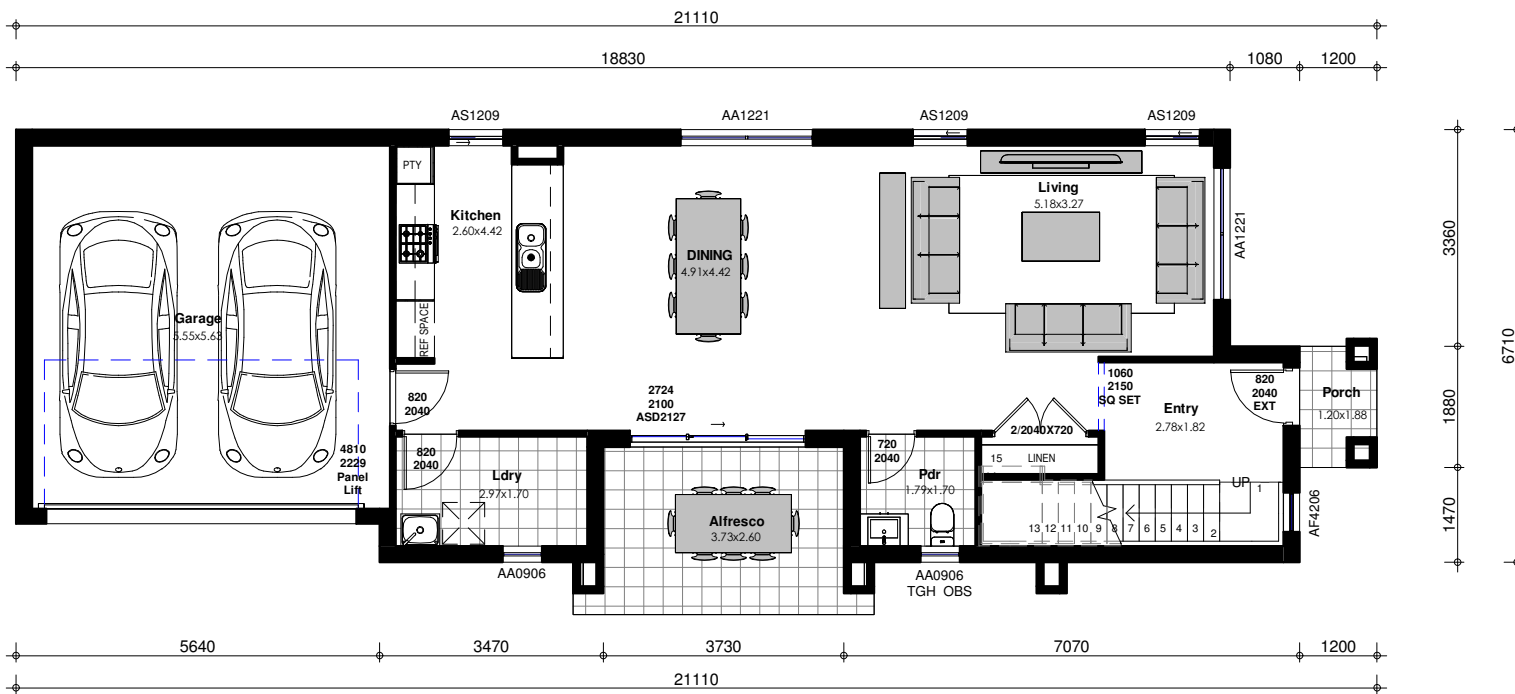 21110
18830
1080
1200
AS1209
AA1221
AS1209
AS1209
PTY
Kitchen
2.60x4.42
REF SPACE
DINING
4.91x4.42
Living
5.18x3.27
AA1221
3360
6710
1880
1470
Garage
5.55x5.63
820
2040
4810
2229
Panel
Lift
820
2040
Ldry
2.97x1.70
2724
2100
ASD2127
Alfresco
3.73x2.60
720
2040
Pdr
1.79x1.70
2/2040X720
15
LINEN
1060
2150
SQ SET
Entry
2.78x1.82
820
2040
EXT
Porch
1.20x1.88
UP
1
13 12 11 10 9 8 7 6 5 4 3 2
AF4206
AA0906
AA0906
TGH OBS
5640
3470
3730
7070
1200
21110